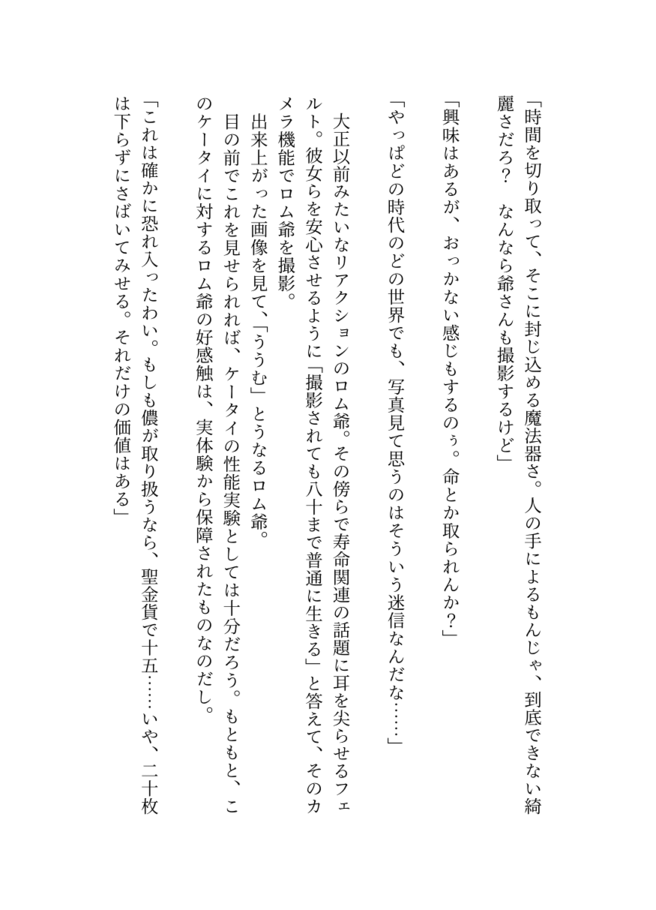 「時間を切り取って、そこに封じ込める魔法器さ。人の手によるもんじゃ、到底できない綺
麗さだろ？　なんなら爺さんも撮影するけど」
「興味はあるが、おっかない感じもするのぅ。命とか取られんか？」
「やっぱどの時代のどの世界でも、写真見て思うのはそういう迷信なんだな……」
　大正以前みたいなリアクションのロム爺。その傍らで寿命関連の話題に耳を尖らせるフェ
ルト。彼女らを安心させるように「撮影されても八十まで普通に生きる」と答えて、そのカ
メラ機能でロム爺を撮影。
　出来上がった画像を見て、「ううむ」とうなるロム爺。
　目の前でこれを見せられれば、ケータイの性能実験としては十分だろう。もともと、こ
のケータイに対するロム爺の好感触は、実体験から保障されたものなのだし。
「これは確かに恐れ入ったわい。もしも儂が取り扱うなら、聖金貨で十五……いや、二十枚
は下らずにさばいてみせる。それだけの価値はある」